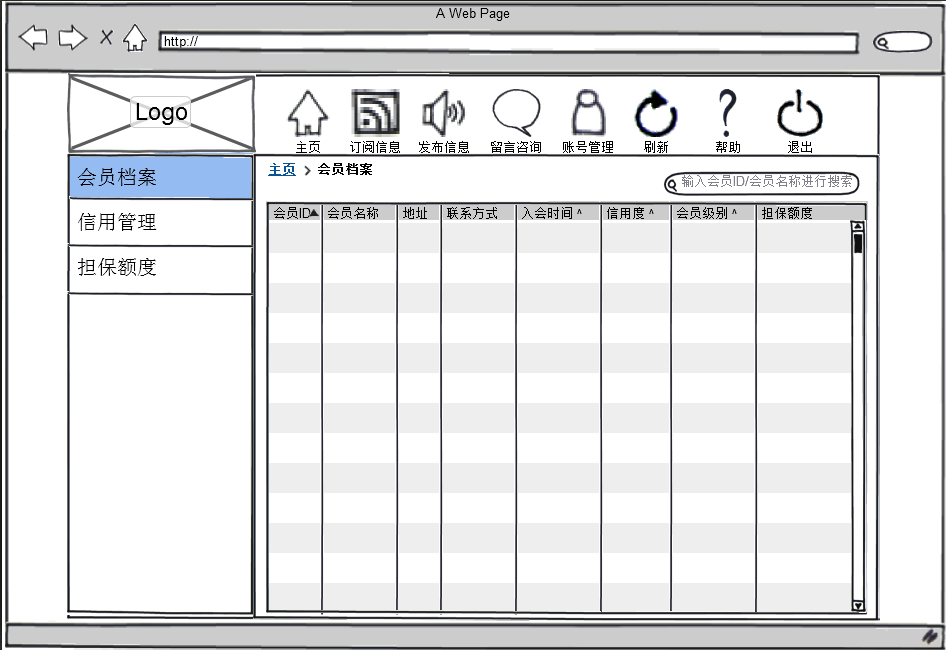 A Web Page
http://
Logo
主页
订阅信息
发布信息
留言咨询
账号管理
刷新
帮助
退出
会员档案
信用管理
担保额度
主页 > 会员档案
输入会员ID/会员名称进行搜索
会员ID▲ 会员名称 地址 联系方式 入会时间 ^ 信用度 ^ 会员级别 ^ 担保额度